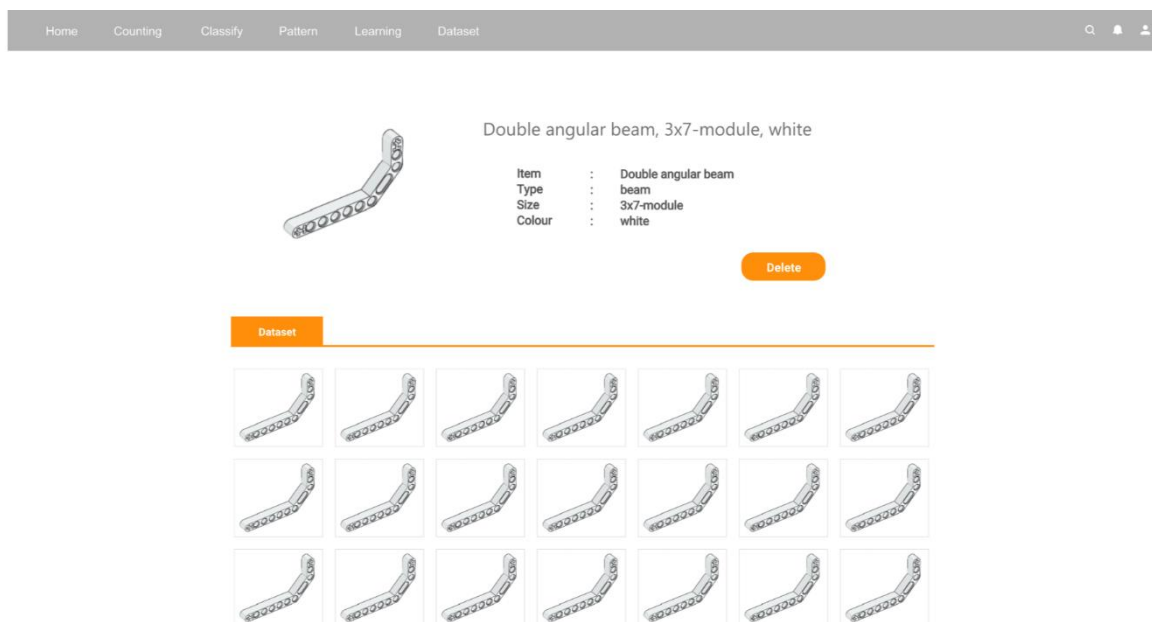 Home Counting Classify Pattern Learning Dataset
Double angular beam, 3x7-module, white
Item : Double angular beam
Type : beam
Size : 3x7-module
Colour : white
Delete
Dataset